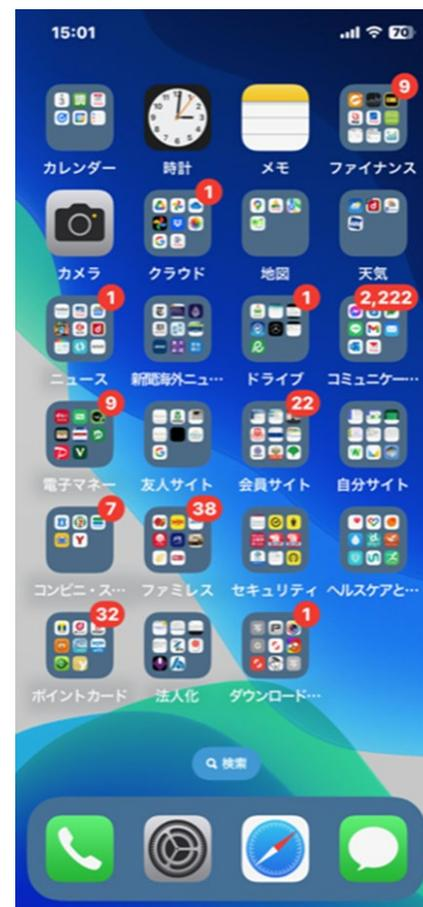 15:01
70
9
カレンダー 時計 メモ ファイナンス
1
カメラ クラウド 地図 天気
1 1 2,222
ニュース 新聞海外ニュ… ドライブ コミュニケー…
9 22
電子マネー 友人サイト 会員サイト 自分サイト
7 38
コンビニ・ス… ファミレス セキュリティ ヘルスケアと…
32 1
ポイントカード 法人化 ダウンロード…
検索